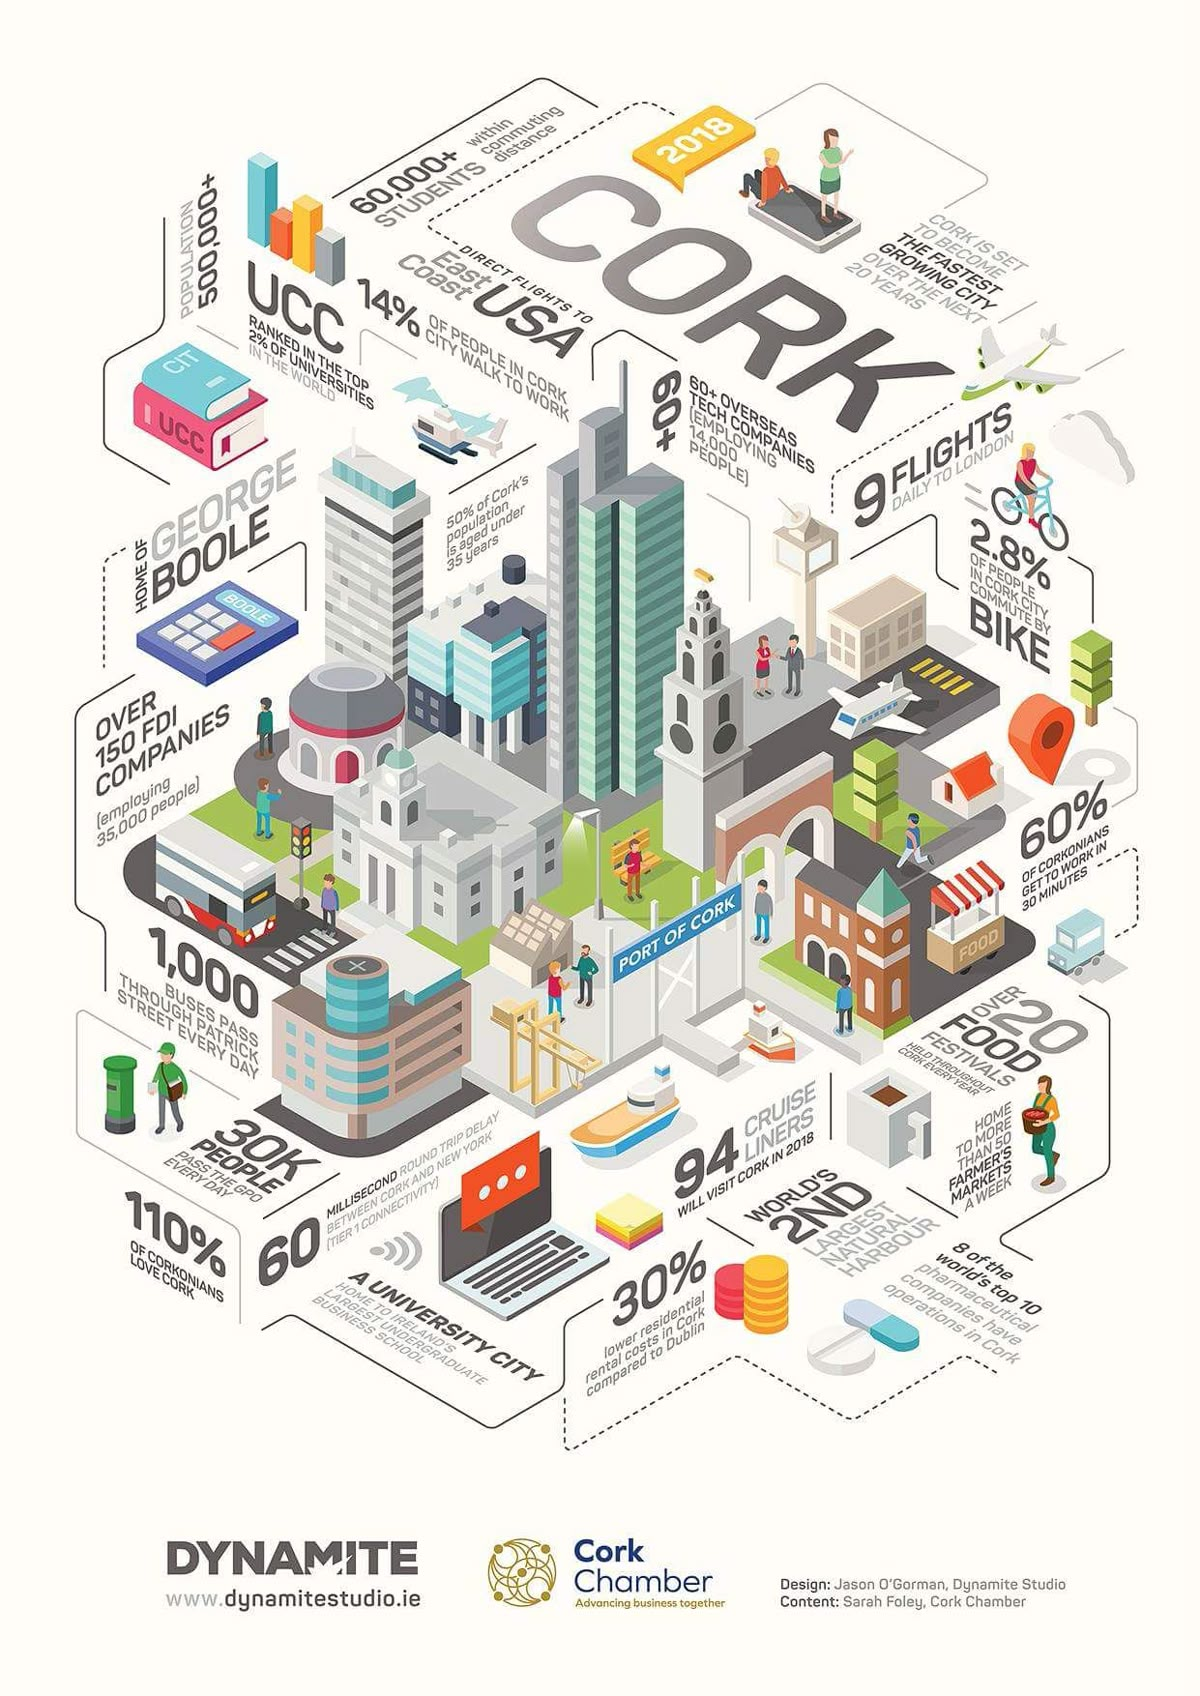 2018
CORK
60,000+
STUDENTS
within
commuting
distance
POPULATION
500,000+
DIRECT FLIGHTS TO
East
Coast
USA
CORK IS SET
TO BECOME
THE FASTEST
GROWING CITY
OVER THE NEXT
20 YEARS
UCC
RANKED IN THE TOP
2% OF UNIVERSITIES
IN THE WORLD
14%
OF PEOPLE IN CORK
CITY WALK TO WORK
CIT
UCC
60+
60+ OVERSEAS
TECH COMPANIES
(EMPLOYING
14,000
PEOPLE)
9 FLIGHTS
DAILY TO LONDON
HOME OF
GEORGE
BOOLE
50% of Cork's
population
is aged under
35 years
2.8%
OF PEOPLE
IN CORK CITY
COMMUTE BY
BIKE
BOOLE
OVER
150 FDI
COMPANIES
(employing
35,000 people)
60%
OF CORKONIANS
GET TO WORK IN
30 MINUTES
PORT OF CORK
FOOD
1,000
BUSES PASS
THROUGH PATRICK
STREET EVERY DAY
OVER
20
FOOD
FESTIVALS
HELD THROUGHOUT
CORK EVERY YEAR
30K
PEOPLE
PASS THE GPO
EVERY DAY
94
CRUISE
LINERS
WILL VISIT CORK IN 2018
HOME
TO MORE
THAN 50
FARMER'S
MARKETS
A WEEK
110%
OF CORKONIANS
LOVE CORK
60
MILLISECOND ROUND TRIP DELAY
BETWEEN CORK AND NEW YORK
(TIER 1 CONNECTIVITY)
WORLD'S
2ND
LARGEST
NATURAL
HARBOUR
A UNIVERSITY CITY
HOME TO IRELAND'S
LARGEST UNDERGRADUATE
BUSINESS SCHOOL
30%
lower residential
rental costs in Cork
compared to Dublin
8 of the
world's top 10
pharmaceutical
companies have
operations in Cork
DYNAMITE
www.dynamitestudio.ie
Cork
Chamber
Advancing business together
Design: Jason O'Gorman, Dynamite Studio
Content: Sarah Foley, Cork Chamber